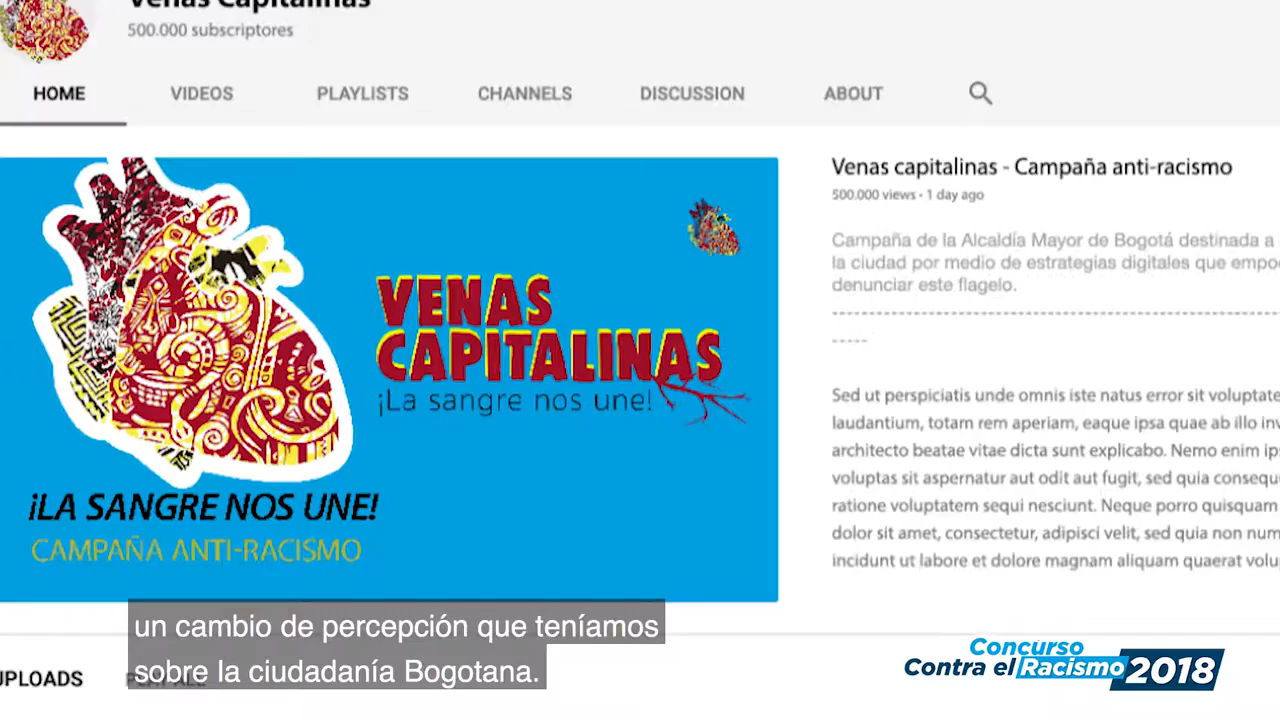 Venas Capitalinas
500.000 subscriptores
HOME VIDEOS PLAYLISTS CHANNELS DISCUSSION ABOUT
VENAS
CAPITALINAS
¡La sangre nos une!
¡LA SANGRE NOS UNE!
CAMPAÑA ANTI-RACISMO
Venas capitalinas - Campaña anti-racismo
500.000 views • 1 day ago
Campaña de la Alcaldía Mayor de Bogotá destinada a
la ciudad por medio de estrategias digitales que empo
denunciar este flagelo.
Sed ut perspiciatis unde omnis iste natus error sit voluptate
laudantium, totam rem aperiam, eaque ipsa quae ab illo inv
architecto beatae vitae dicta sunt explicabo. Nemo enim ips
voluptas sit aspernatur aut odit aut fugit, sed quia consequu
ratione voluptatem sequi nesciunt. Neque porro quisquam
dolor sit amet, consectetur, adipisci velit, sed quia non num
incidunt ut labore et dolore magnam aliquam quaerat volup
un cambio de percepción que teníamos
sobre la ciudadanía Bogotana.
UPLOADS PLAY ALL
Concurso
Contra el Racismo 2018